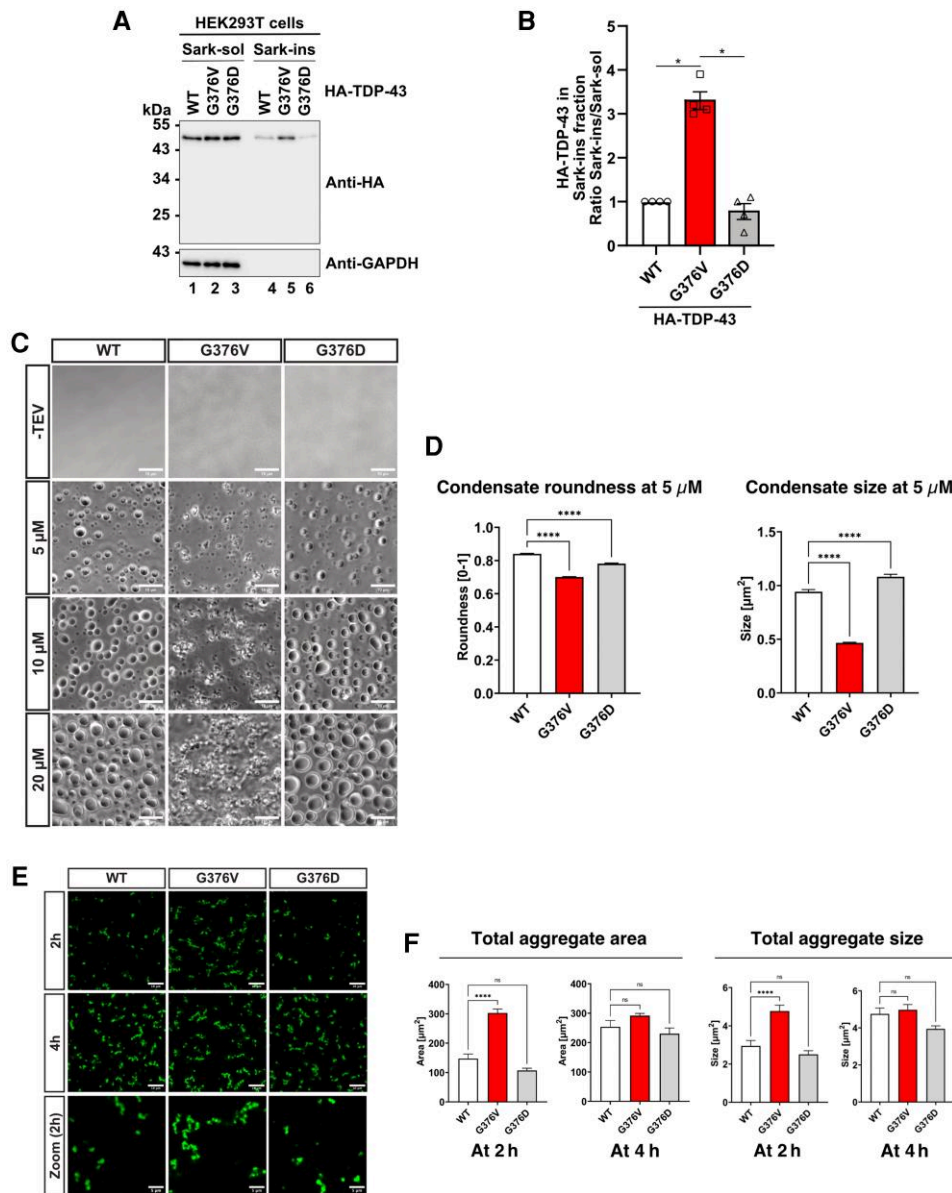 A
HEK293T cells
Sark-sol Sark-ins
WT G376V G376D WT G376V G376D
HA-TDP-43
kDa
55
43
34
25
Anti-HA
43
Anti-GAPDH
1 2 3 4 5 6
B
HA-TDP-43 in
Sark-ins fraction
Ratio Sark-ins/Sark-sol
5
4
3
2
1
0
* *
WT G376V G376D
HA-TDP-43
C
WT G376V G376D
-TEV
5 µM
10 µM
20 µM
D
Condensate roundness at 5 µM
Roundness [0-1]
1.0
0.8
0.6
0.4
0.2
0.0
****
****
WT G376V G376D
Condensate size at 5 µM
Size [µm²]
1.5
1.0
0.5
0.0
****
****
WT G376V G376D
E
WT G376V G376D
2h
4h
Zoom (2h)
F
Total aggregate area
Area [µm²]
400
300
200
100
0
ns
****
WT G376V G376D
At 2 h
Area [µm²]
400
300
200
100
0
ns
ns
WT G376V G376D
At 4 h
Total aggregate size
Size [µm²]
6
4
2
0
ns
****
WT G376V G376D
At 2 h
Size [µm²]
6
4
2
0
ns
ns
WT G376V G376D
At 4 h